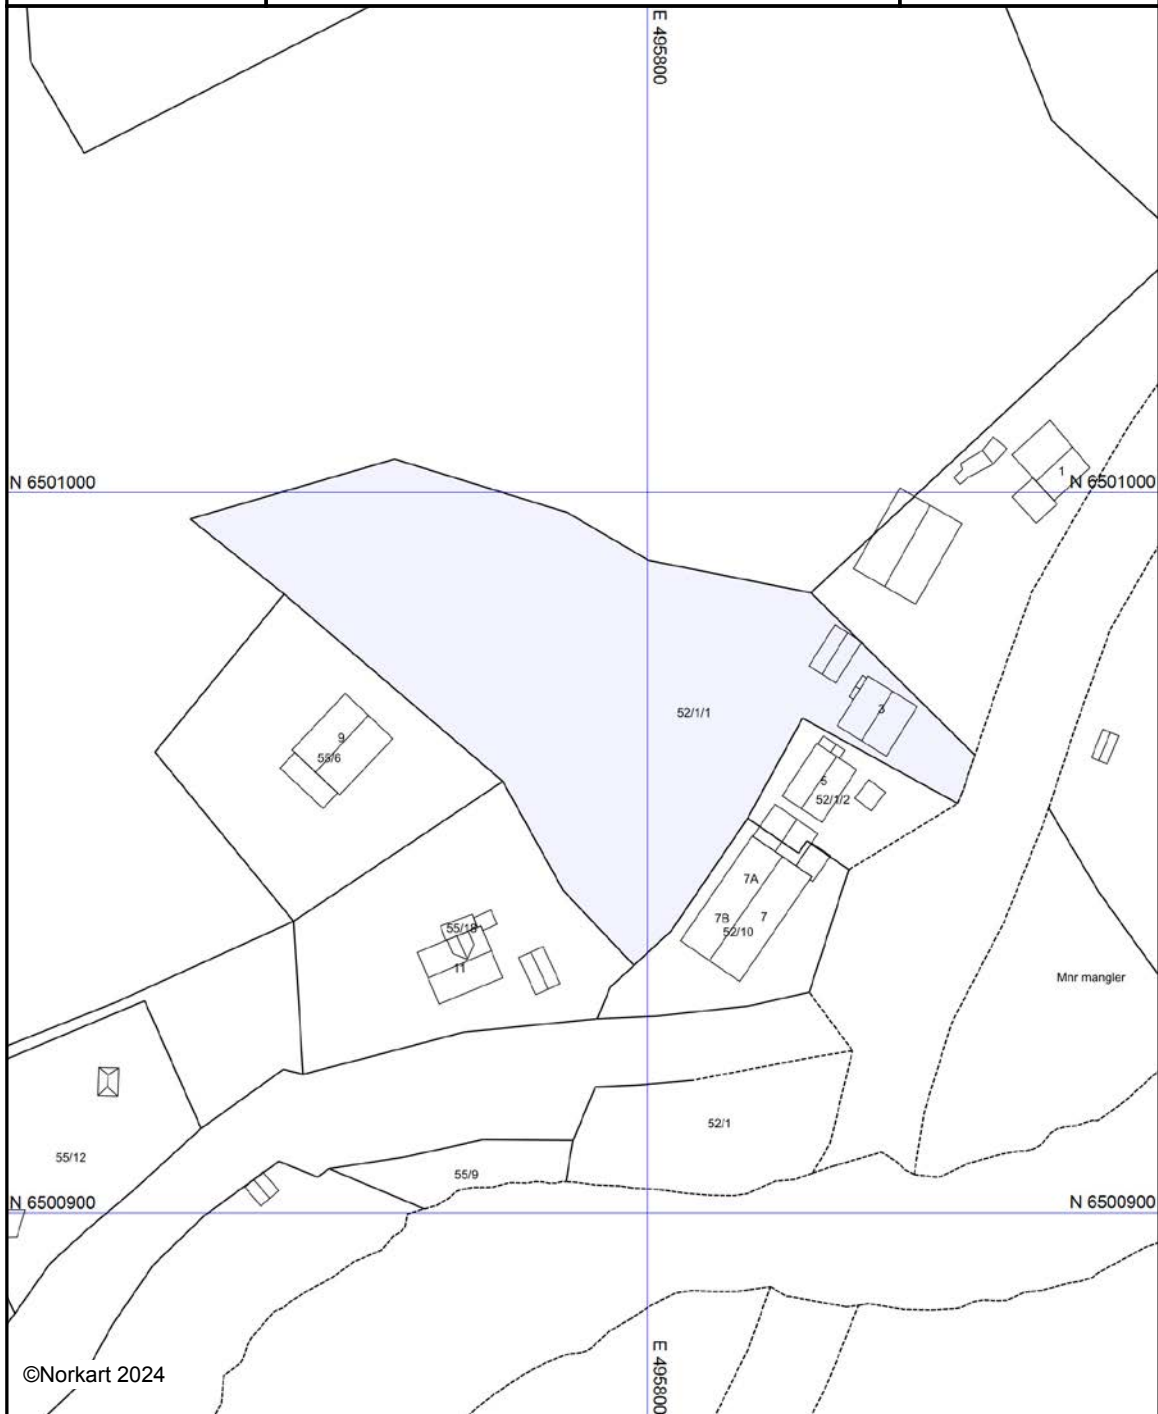 E 495800
N 6501000
1
N 6501000
52/1/1
3
9
55/6
5
52/1/2
7A
7B
7
52/10
55/18
11
Mnr mangler
52/1
55/12
55/9
N 6500900
N 6500900
E 495800
©Norkart 2024